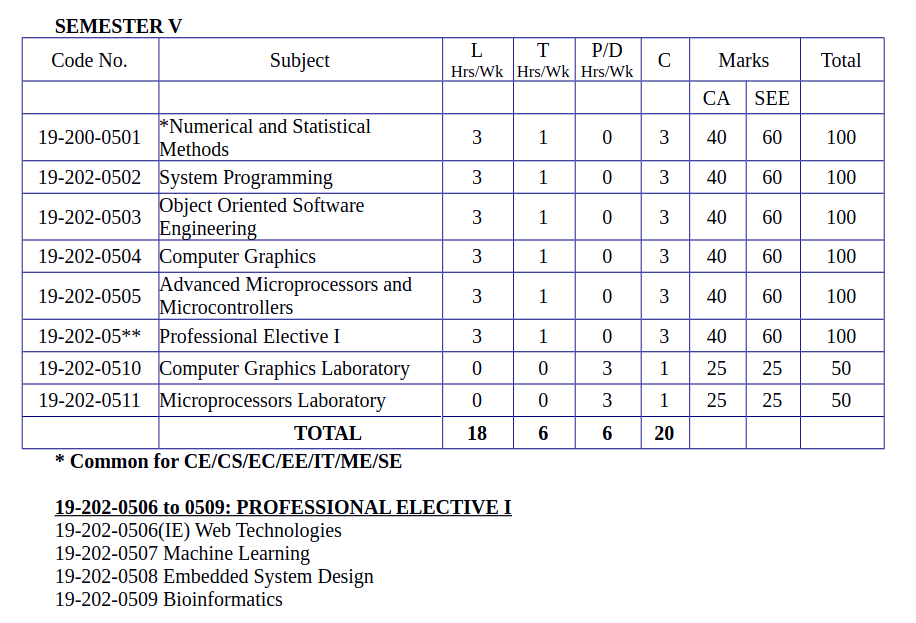 SEMESTER V
Code No. Subject L Hrs/Wk T Hrs/Wk P/D Hrs/Wk C Marks Total
CA SEE
19-200-0501 *Numerical and Statistical Methods 3 1 0 3 40 60 100
19-202-0502 System Programming 3 1 0 3 40 60 100
19-202-0503 Object Oriented Software Engineering 3 1 0 3 40 60 100
19-202-0504 Computer Graphics 3 1 0 3 40 60 100
19-202-0505 Advanced Microprocessors and Microcontrollers 3 1 0 3 40 60 100
19-202-05** Professional Elective I 3 1 0 3 40 60 100
19-202-0510 Computer Graphics Laboratory 0 0 3 1 25 25 50
19-202-0511 Microprocessors Laboratory 0 0 3 1 25 25 50
TOTAL 18 6 6 20
* Common for CE/CS/EC/EE/IT/ME/SE
19-202-0506 to 0509: PROFESSIONAL ELECTIVE I
19-202-0506(IE) Web Technologies
19-202-0507 Machine Learning
19-202-0508 Embedded System Design
19-202-0509 Bioinformatics